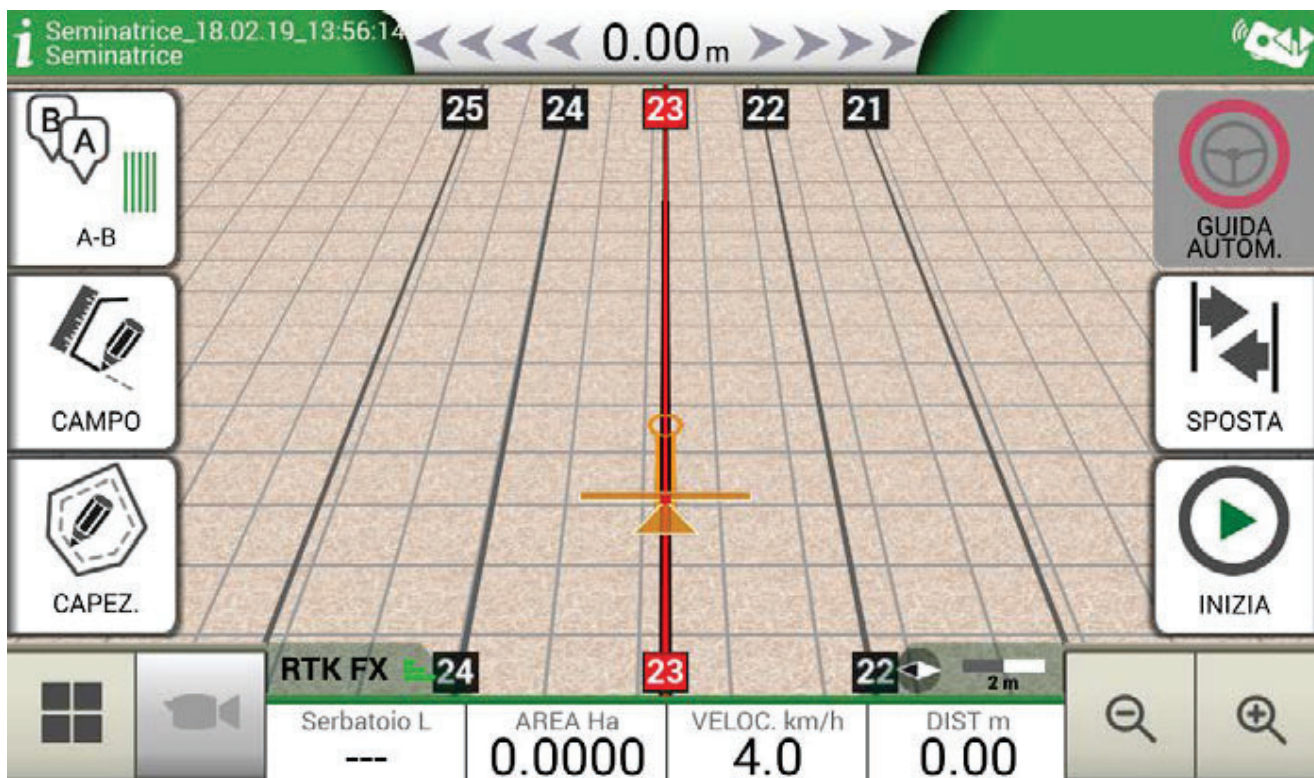 Seminatrice_18.02.19_13:56:14
Seminatrice
0.00 m
25 24 23 22 21
B
A
A-B
GUIDA
AUTOM.
CAMPO
SPOSTA
CAPEZ.
INIZIA
RTK FX
24 23 22
2 m
Serbatoio L
---
AREA Ha
0.0000
VELOC. km/h
4.0
DIST m
0.00